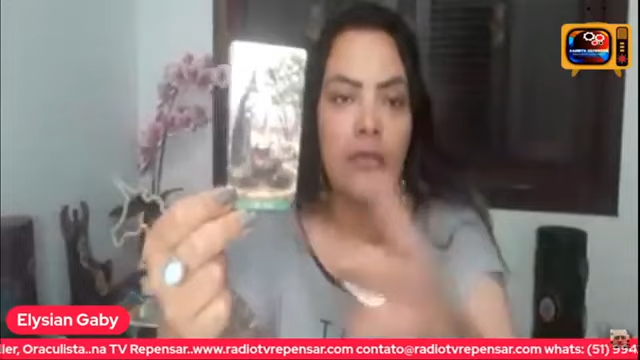 Elysian Gaby
ller, Oraculista..na TV Repensar..www.radiotvrepensar.com contato@radiotvrepensar.com whats: (51)